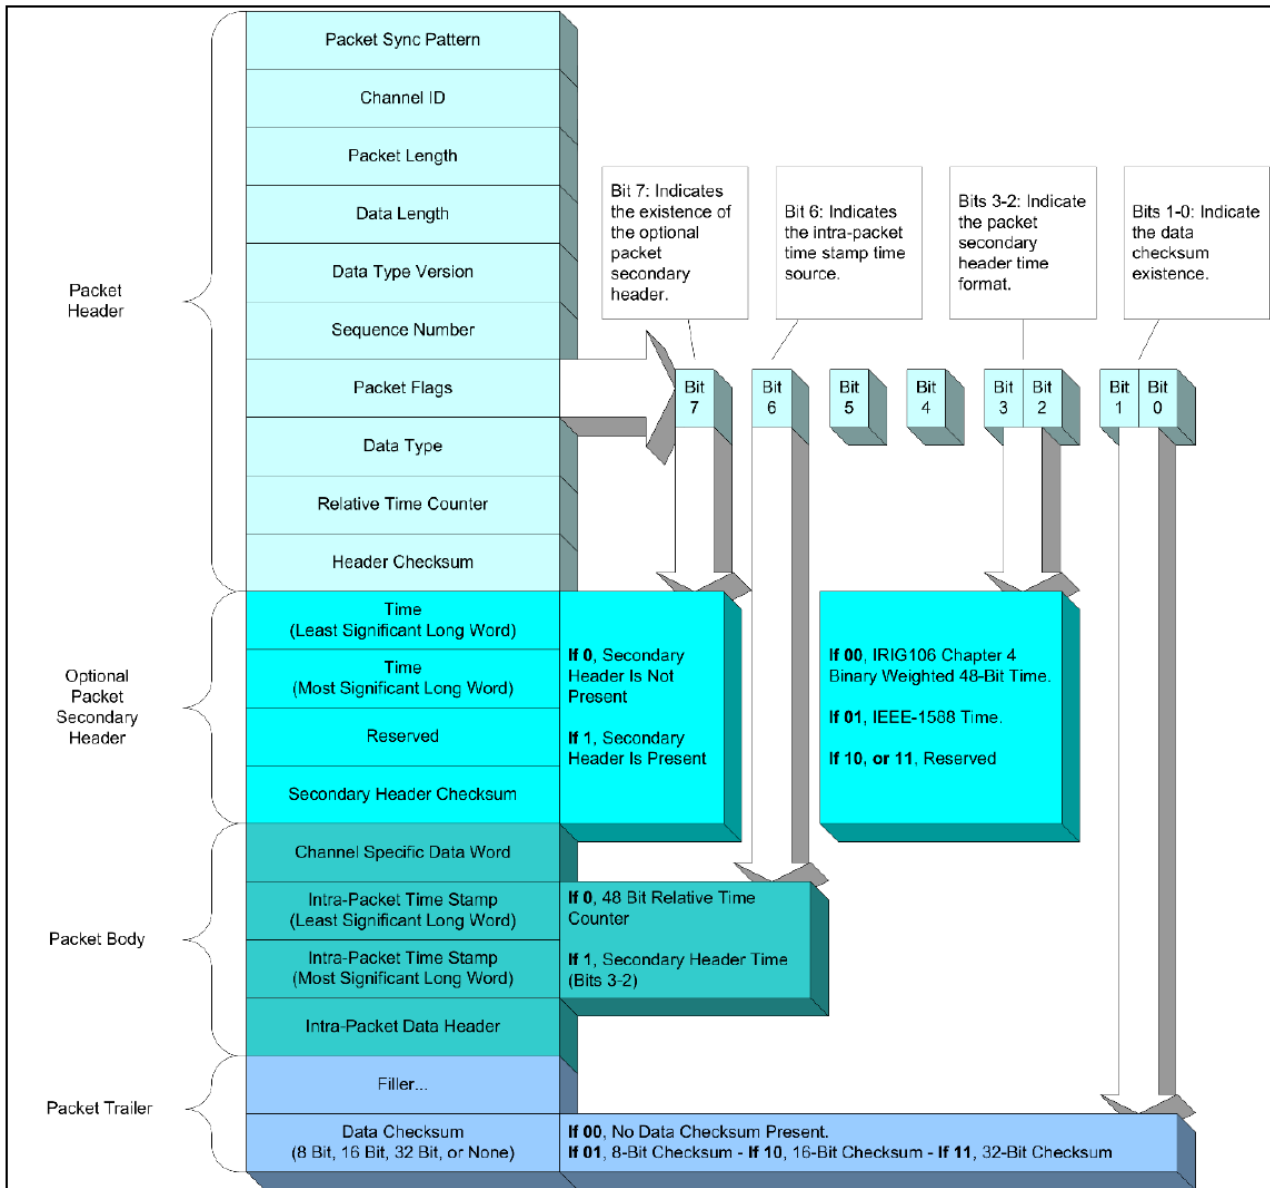 Packet Sync Pattern
Channel ID
Packet Length
Data Length
Data Type Version
Sequence Number
Packet Flags
Data Type
Relative Time Counter
Header Checksum
Packet
Header
Bit 7: Indicates
the existence of
the optional
packet
secondary
header.
Bit 6: Indicates
the intra-packet
time stamp time
source.
Bits 3-2: Indicate
the packet
secondary
header time
format.
Bits 1-0: Indicate
the data
checksum
existence.
Bit
7
Bit
6
Bit
5
Bit
4
Bit
3
Bit
2
Bit
1
Bit
0
Optional
Packet
Secondary
Header
Time
(Least Significant Long Word)
Time
(Most Significant Long Word)
Reserved
Secondary Header Checksum
If 0, Secondary
Header Is Not
Present
If 1, Secondary
Header Is Present
If 00, IRIG106 Chapter 4
Binary Weighted 48-Bit Time.
If 01, IEEE-1588 Time.
If 10, or 11, Reserved
Packet Body
Channel Specific Data Word
Intra-Packet Time Stamp
(Least Significant Long Word)
Intra-Packet Time Stamp
(Most Significant Long Word)
Intra-Packet Data Header
If 0, 48 Bit Relative Time
Counter
If 1, Secondary Header Time
(Bits 3-2)
Packet Trailer
Filler...
Data Checksum
(8 Bit, 16 Bit, 32 Bit, or None)
If 00, No Data Checksum Present.
If 01, 8-Bit Checksum - If 10, 16-Bit Checksum - If 11, 32-Bit Checksum